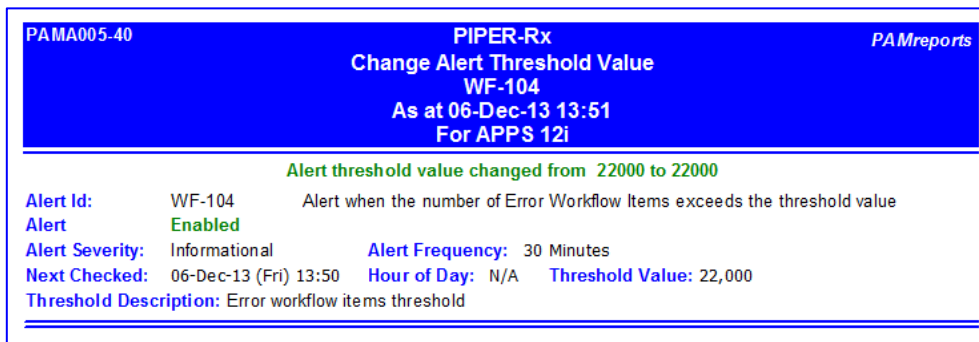 PAMA005-40 PIPER-Rx PAMreports
Change Alert Threshold Value
WF-104
As at 06-Dec-13 13:51
For APPS 12i
Alert threshold value changed from 22000 to 22000
Alert Id: WF-104 Alert when the number of Error Workflow Items exceeds the threshold value
Alert Enabled
Alert Severity: Informational Alert Frequency: 30 Minutes
Next Checked: 06-Dec-13 (Fri) 13:50 Hour of Day: N/A Threshold Value: 22,000
Threshold Description: Error workflow items threshold